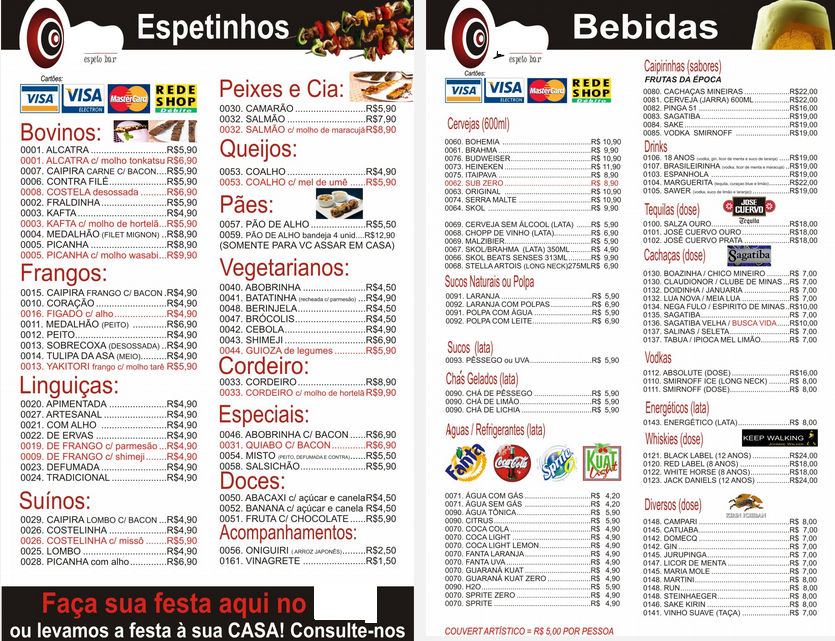 Espetinhos
espeto bar
Cartões:
VISA
VISA ELECTRON
MasterCard
REDE SHOP Débito
Bovinos:
0001. ALCATRA R$5,90
0001. ALCATRA c/ molho tonkatsu R$6,90
0007. CAIPIRA CARNE C/ BACON R$5,90
0006. CONTRA FILÉ R$5,90
0008. COSTELA desossada R$6,90
0002. FRALDINHA R$5,90
0003. KAFTA R$4,90
0003. KAFTA c/ molho de hortelã R$5,90
0004. MEDALHÃO (FILET MIGNON) R$8,90
0005. PICANHA R$8,90
0005. PICANHA c/ molho wasabi R$9,90
Frangos:
0015. CAIPIRA FRANGO C/ BACON R$4,90
0010. CORAÇÃO R$4,90
0016. FIGADO c/ alho R$4,90
0011. MEDALHÃO (PEITO) R$6,90
0012. PEITO R$4,90
0013. SOBRECOXA (DESOSSADA) R$4,90
0014. TULIPA DA ASA (MEIO) R$4,90
0013. YAKITORI frango c/ molho tarê R$5,90
Linguiças:
0020. APIMENTADA R$4,90
0027. ARTESANAL R$4,90
0021. COM ALHO R$4,90
0022. DE ERVAS R$4,90
0019. DE FRANGO c/ parmesão R$4,90
0009. DE FRANGO c/ shimeji R$4,90
0023. DEFUMADA R$4,90
0024. TRADICIONAL R$4,90
Suínos:
0029. CAIPIRA LOMBO C/ BACON R$4,90
0026. COSTELINHA R$4,90
0026. COSTELINHA c/ missô R$5,90
0025. LOMBO R$4,90
0028. PICANHA com alho R$6,90
Peixes e Cia:
0030. CAMARÃO R$5,90
0032. SALMÃO R$7,90
0032. SALMÃO c/ molho de maracujá R$8,90
Queijos:
0053. COALHO R$4,90
0053. COALHO c/ mel de umê R$5,90
Pães:
0057. PÃO DE ALHO R$5,50
0059. PÃO DE ALHO bandeja 4 unid. R$12,90
(SOMENTE PARA VC ASSAR EM CASA)
Vegetarianos:
0040. ABOBRINHA R$4,90
0041. BATATINHA (recheada c/ parmesão) R$4,90
0048. BERINJELA R$4,90
0047. BRÓCOLIS R$4,90
0042. CEBOLA R$4,90
0043. SHIMEJI R$6,90
0044. GUIOZA de legumes R$5,90
Cordeiro:
0033. CORDEIRO R$8,90
0033. CORDEIRO c/ molho de hortelã R$9,90
Especiais:
0046. ABOBRINHA C/ BACON R$6,90
0031. QUIABO C/ BACON R$6,90
0054. MISTO (PEITO, DEFUMADA E CONTRA) R$5,50
0058. SALSICHÃO R$5,90
Doces:
0050. ABACAXI c/ açúcar e canela R$4,50
0052. BANANA c/ açúcar e canela R$4,90
0051. FRUTA C/ CHOCOLATE R$5,90
Acompanhamentos:
0056. ONIGUIRI (ARROZ JAPONÊS) R$2,50
0161. VINAGRETE R$1,50
Faça sua festa aqui no
ou levamos a festa à sua CASA! Consulte-nos
Bebidas
espeto bar
Cartões:
VISA
VISA ELECTRON
MasterCard
REDE SHOP Débito
Cervejas (600ml)
0060. BOHEMIA R$ 10,90
0061. BRAHMA R$ 9,90
0076. BUDWEISER R$ 10,90
0073. HEINEKEN R$ 11,90
0075. ITAIPAVA R$ 8,90
0062 SUB ZERO R$ 8,90
0063. ORIGINAL R$ 10,90
0074. SERRA MALTE R$ 10,90
0064. SKOL R$ 9,90
0069. CERVEJA SEM ÁLCOOL (LATA) R$ 5,90
0068. CHOPP DE VINHO (LATA) R$ 6,90
0069. MALZIBIER R$ 5,90
0067. SKOL/BRAHMA (LATA) 350ML R$ 4,90
0066. SKOL BEATS SENSES 313ML R$ 9,90
0068. STELLA ARTOIS (LONG NECK)275ML R$ 6,90
Sucos Naturais ou Polpa
0091. LARANJA R$ 5,90
0092. LARANJA COM POLPAS R$ 6,90
0091. POLPA COM ÁGUA R$ 5,90
0092. POLPA COM LEITE R$ 6,90
Sucos (lata)
0093. PÊSSEGO ou UVA R$ 5,90
Chás Gelados (lata)
0090. CHÁ DE PÊSSEGO R$ 5,90
0090. CHÁ DE LIMÃO R$ 5,90
0090. CHÁ DE LICHIA R$ 5,90
Águas / Refrigerantes (lata)
Fanta
Coca-Cola
Sprite
KUAT Light
0071. ÁGUA COM GÁS R$ 4,20
0071. ÁGUA SEM GÁS R$ 4,20
0090. ÁGUA TÔNICA R$ 5,90
0090. CITRUS R$ 5,90
0070. COCA COLA R$ 4,90
0070. COCA LIGHT R$ 4,90
0070. COCA LIGHT LEMON R$ 4,90
0070. FANTA LARANJA R$ 4,90
0070. FANTA UVA R$ 4,90
0070. GUARANÁ KUAT R$ 4,90
0070. GUARANÁ KUAT ZERO R$ 4,90
0090. H2O R$ 5,90
0070. SPRITE ZERO R$ 4,90
0070. SPRITE R$ 4,90
COUVERT ARTÍSTICO = R$ 5,00 POR PESSOA
Caipirinhas (sabores)
FRUTAS DA ÉPOCA
0080. CACHAÇAS MINEIRAS R$22,00
0081. CERVEJA (JARRA) 600ML R$22,00
0082. PINGA 51 R$16,00
0083. SAGATIBA R$19,00
0084. SAKE R$19,00
0085. VODKA SMIRNOFF R$19,00
Drinks
0106. 18 ANOS (vodka, gin, licor de menta e suco de laranja) R$19,00
0107. BRASILEIRINHA (vodka, licor de menta e limão) R$19,00
0103. ESPANHOLA R$19,00
0104. MARGUERITA (tequila, curaçau blue e limão) R$22,00
0105. SAWER R$19,00
Tequilas (dose)
JOSE CUERVO
Tequila
0100. SALZA OURO R$18,00
0101. JOSÉ CUERVO OURO R$18,00
0102. JOSÉ CUERVO PRATA R$18,00
Cachaças (dose)
Sagatiba
0130. BOAZINHA / CHICO MINEIRO R$ 7,00
0130. CLAUDIONOR / CLUBE DE MINAS R$ 7,00
0132. DOIDINHA / JANUARIA R$ 7,00
0132. LUA NOVA / MEIA LUA R$ 7,00
0134. NEGA FULO / ESPIRITO DE MINAS R$10,00
0135. SAGATIBA R$ 7,00
0136. SAGATIBA VELHA / BUSCA VIDA R$10,00
0137. SALINAS / SELETA R$ 7,00
0137. TABUA / IPIOCA MEL LIMÃO R$ 7,00
Vodkas
0112. ABSOLUTE (DOSE) R$16,00
0110. SMIRNOFF ICE (LONG NECK) R$ 8,00
0111. SMIRNOFF (DOSE) R$ 8,00
Energéticos (lata)
0143. ENERGÉTICO (LATA) R$ 8,00
Whiskies (dose)
KEEP WALKING
JOHNNIE WALKER
0121. BLACK LABEL (12 ANOS) R$24,00
0120. RED LABEL (8 ANOS) R$18,00
0122. WHITE HORSE (8 ANOS) R$18,00
0123. JACK DANIELS (12 ANOS) R$24,00
Diversos (dose)
KIRIN ICHIBAN
0148. CAMPARI R$ 8,00
0145. CATUABA R$ 7,00
0142. DOMECQ R$ 7,00
0142. GIN R$ 7,00
0145. JURUPINGA R$ 7,00
0147. LICOR DE MENTA R$ 7,00
0145. MARIA MOLE R$ 7,00
0148. MARTINI R$ 8,00
0148. RUN R$ 8,00
0148. STEINHAEGER R$ 8,00
0146. SAKE KIRIN R$ 8,00
0141. VINHO SUAVE (TAÇA) R$ 7,00